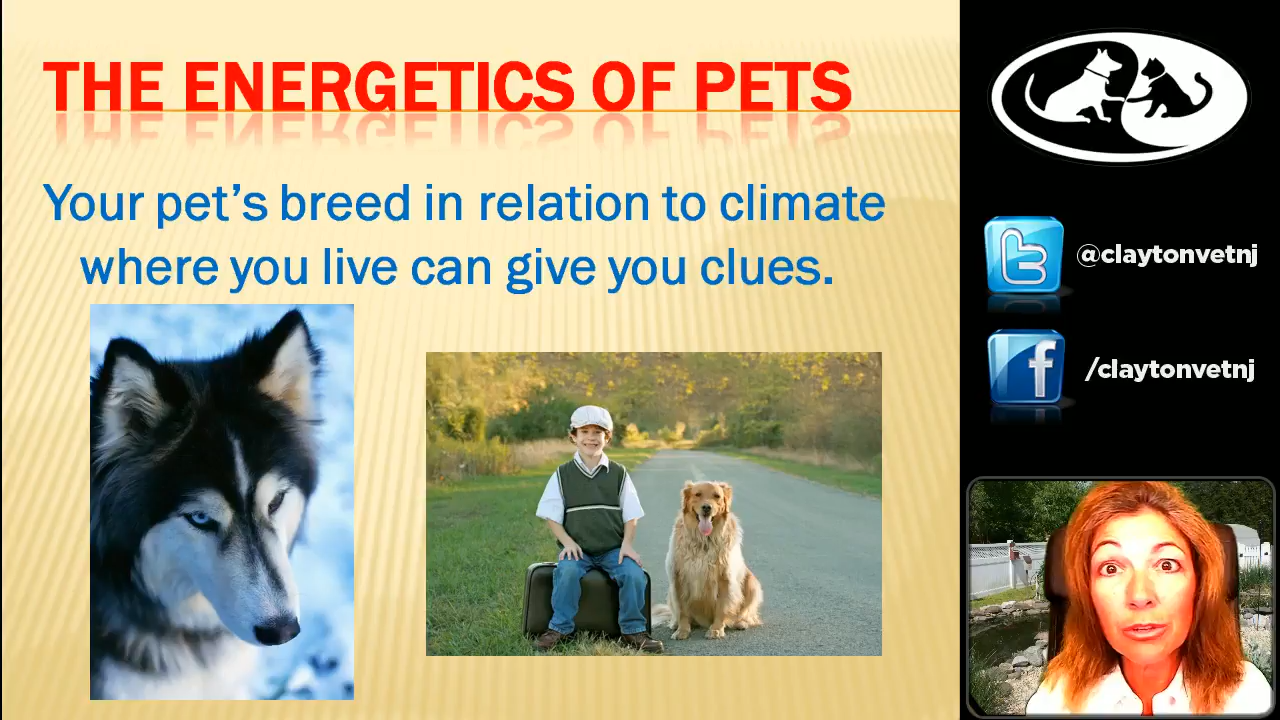 THE ENERGETICS OF PETS
Your pet's breed in relation to climate
where you live can give you clues.
@claytonvetnj
/claytonvetnj